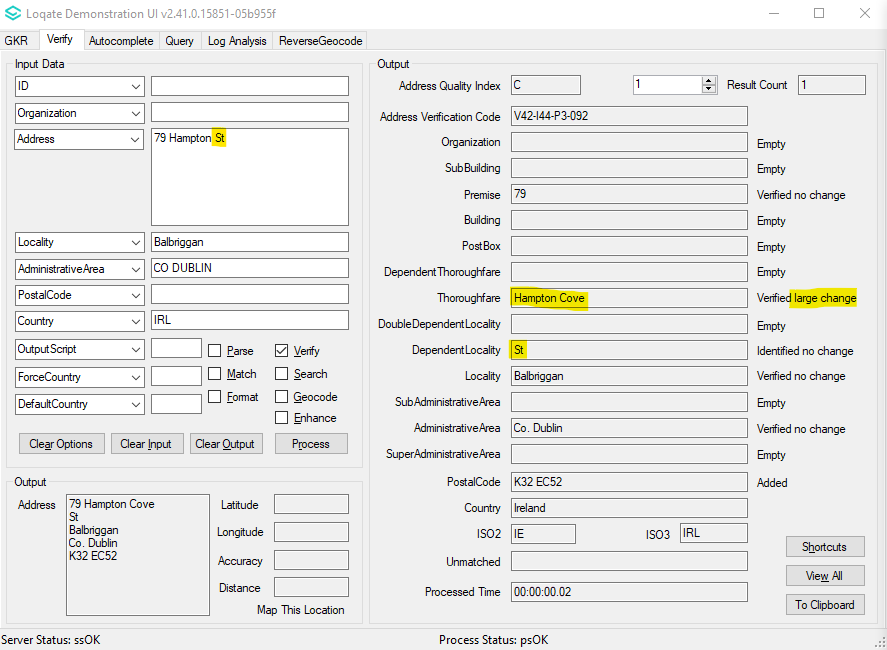 Loqate Demonstration UI v2.41.0.15851-05b955f
GKR Verify Autocomplete Query Log Analysis ReverseGeocode
Input Data
ID
Organization
Address 79 Hampton St
Locality Balbriggan
AdministrativeArea CO DUBLIN
PostalCode
Country IRL
OutputScript Parse Verify
ForceCountry Match Search
DefaultCountry Format Geocode
Enhance
Clear Options Clear Input Clear Output Process
Output
Address 79 Hampton Cove
St
Balbriggan
Co. Dublin
K32 EC52
Latitude
Longitude
Accuracy
Distance
Map This Location
Output
Address Quality Index C 1 Result Count 1
Address Verification Code V42-I44-P3-092
Organization Empty
SubBuilding Empty
Premise 79 Verified no change
Building Empty
PostBox Empty
DependentThoroughfare Empty
Thoroughfare Hampton Cove Verified large change
DoubleDependentLocality Empty
DependentLocality St Identified no change
Locality Balbriggan Verified no change
SubAdministrativeArea Empty
AdministrativeArea Co. Dublin Verified no change
SuperAdministrativeArea Empty
PostalCode K32 EC52 Added
Country Ireland
ISO2 IE ISO3 IRL
Unmatched
Processed Time 00:00:00.02
Shortcuts
View All
To Clipboard
Server Status: ssOK Process Status: psOK